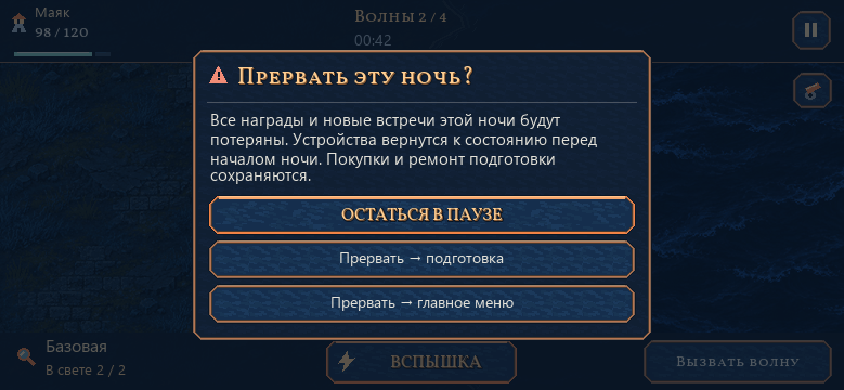 Маяк
98 / 120
Волны 2 / 4
00:42
Прервать эту ночь?
Все награды и новые встречи этой ночи будут
потеряны. Устройства вернутся к состоянию перед
началом ночи. Покупки и ремонт подготовки
сохраняются.
ОСТАТЬСЯ В ПАУЗЕ
Прервать → подготовка
Прервать → главное меню
Базовая
В свете 2 / 2
ВСПЫШКА
Вызвать волну